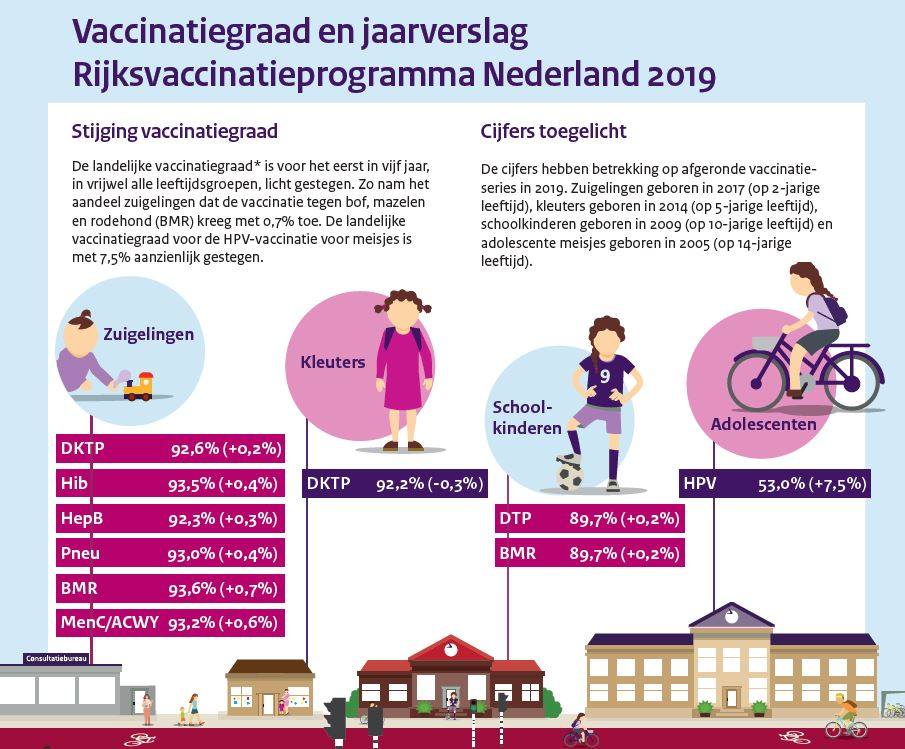 Vaccinatiegraad en jaarverslag
Rijksvaccinatieprogramma Nederland 2019
Stijging vaccinatiegraad
De landelijke vaccinatiegraad* is voor het eerst in vijf jaar,
in vrijwel alle leeftijdsgroepen, licht gestegen. Zo nam het
aandeel zuigelingen dat de vaccinatie tegen bof, mazelen
en rodehond (BMR) kreeg met 0,7% toe. De landelijke
vaccinatiegraad voor de HPV-vaccinatie voor meisjes is
met 7,5% aanzienlijk gestegen.
Cijfers toegelicht
De cijfers hebben betrekking op afgeronde vaccinatie-
series in 2019. Zuigelingen geboren in 2017 (op 2-jarige
leeftijd), kleuters geboren in 2014 (op 5-jarige leeftijd),
schoolkinderen geboren in 2009 (op 10-jarige leeftijd) en
adolescente meisjes geboren in 2005 (op 14-jarige
leeftijd).
Zuigelingen
DKTP 92,6% (+0,2%)
Hib 93,5% (+0,4%)
HepB 92,3% (+0,3%)
Pneu 93,0% (+0,4%)
BMR 93,6% (+0,7%)
MenC/ACWY 93,2% (+0,6%)
Kleuters
DKTP 92,2% (-0,3%)
9
School-
kinderen
DTP 89,7% (+0,2%)
BMR 89,7% (+0,2%)
Adolescenten
HPV 53,0% (+7,5%)
Consultatiebureau